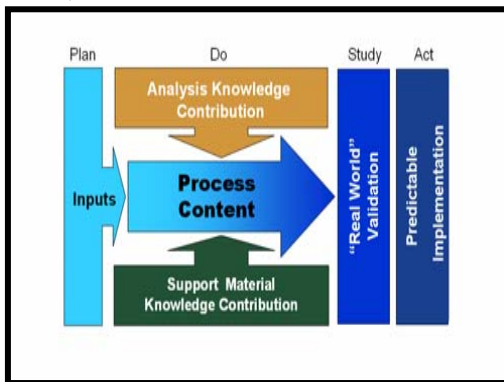 Plan Do Study Act
Analysis Knowledge
Contribution
Inputs
Process
Content
Support Material
Knowledge Contribution
"Real World"
Validation
Predictable
Implementation